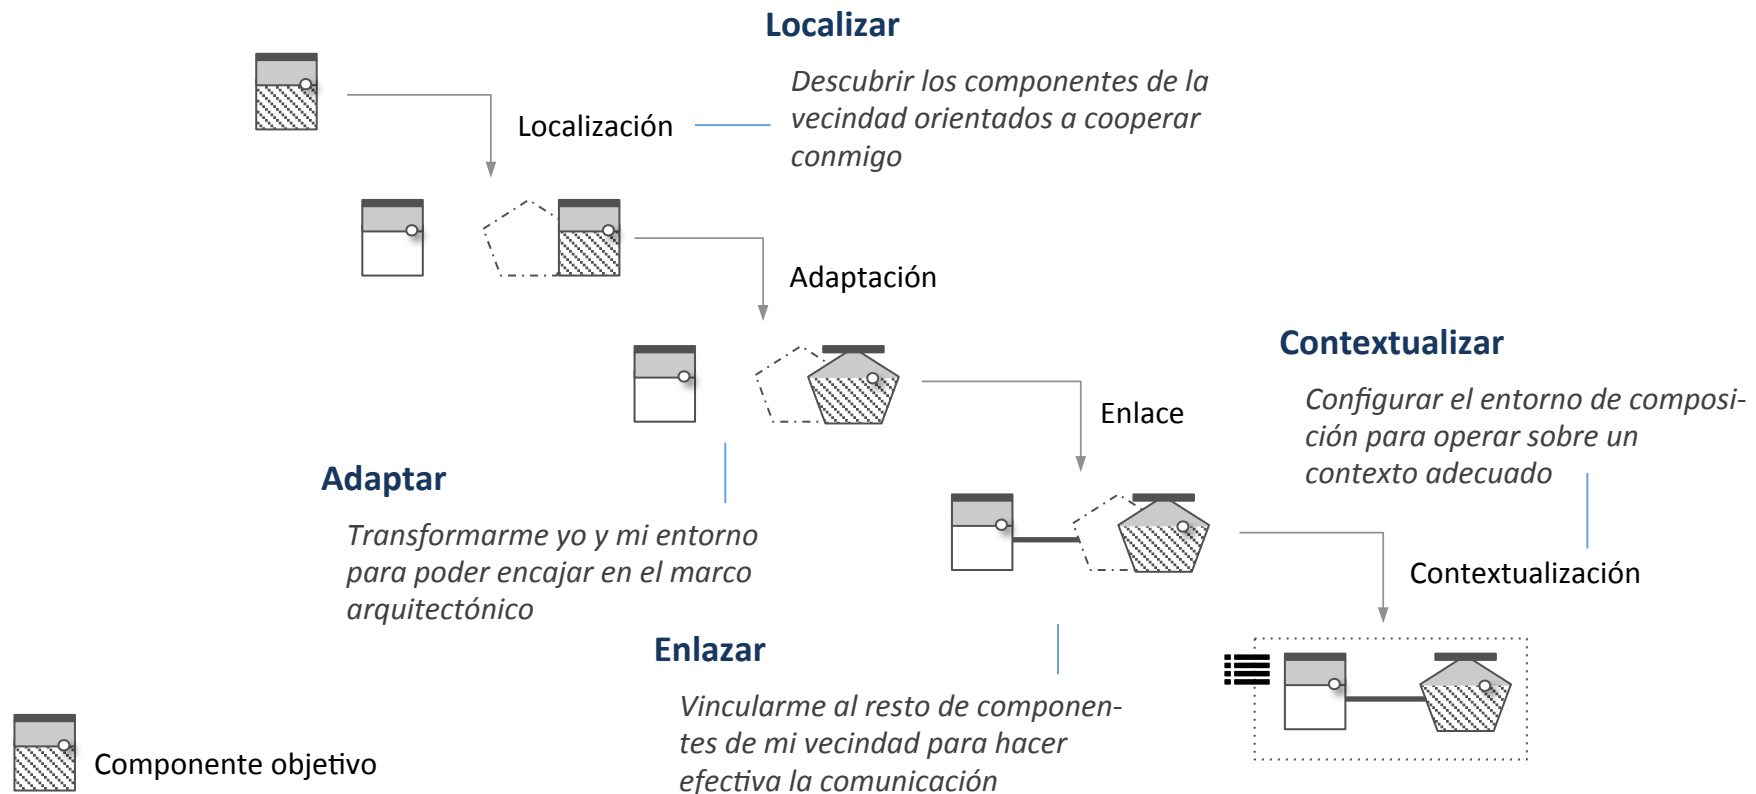 Localizar
Descubrir los componentes de la
vecindad orientados a cooperar
conmigo
Localización
Adaptación
Contextualizar
Configurar el entorno de composi-
ción para operar sobre un
contexto adecuado
Enlace
Adaptar
Transformarme yo y mi entorno
para poder encajar en el marco
arquitectónico
Contextualización
Enlazar
Vincularme al resto de componen-
tes de mi vecindad para hacer
efectiva la comunicación
Componente objetivo